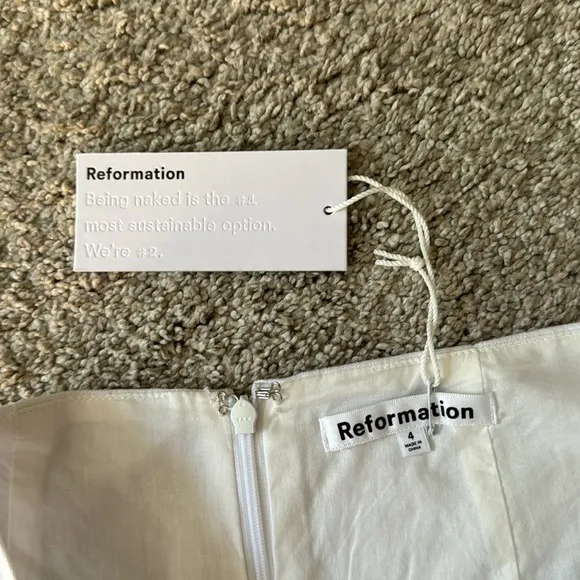 Reformation
Being naked is the #1
most sustainable option.
We're #2.
Reformation
4
MADE IN
CHINA